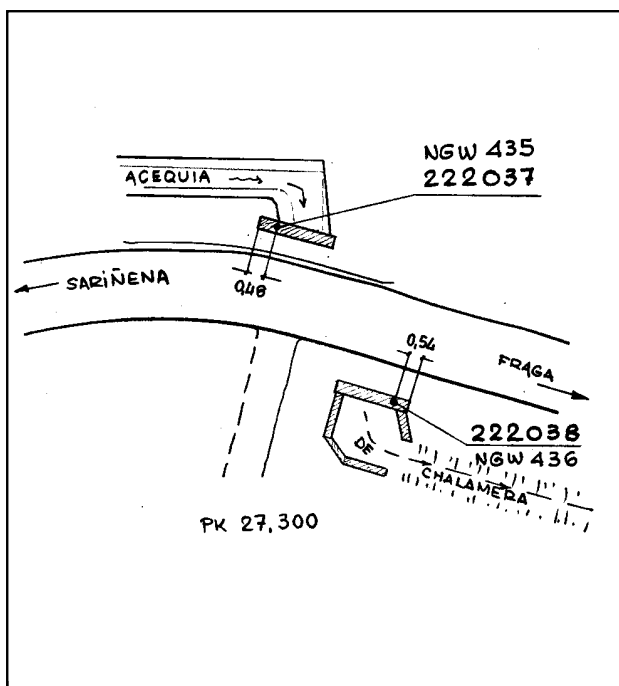 NGW 435
222037
ACEQUIA
SARIÑENA
0,48
0,54
FRAGA
222038
NGW 436
DE
CHALAMERA
PK 27,300